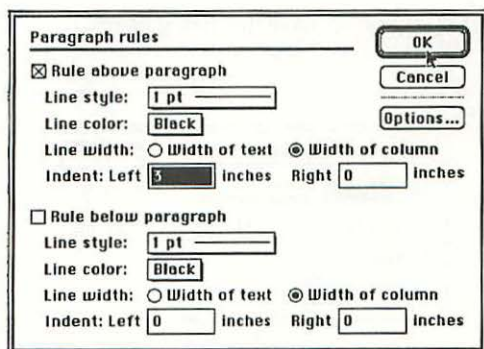 Paragraph rules
OK
Rule above paragraph
Cancel
Line style: 1 pt
Line color: Black
Options...
Line width: Width of text Width of column
Indent: Left 3 inches Right 0 inches
Rule below paragraph
Line style: 1 pt
Line color: Black
Line width: Width of text Width of column
Indent: Left 0 inches Right 0 inches